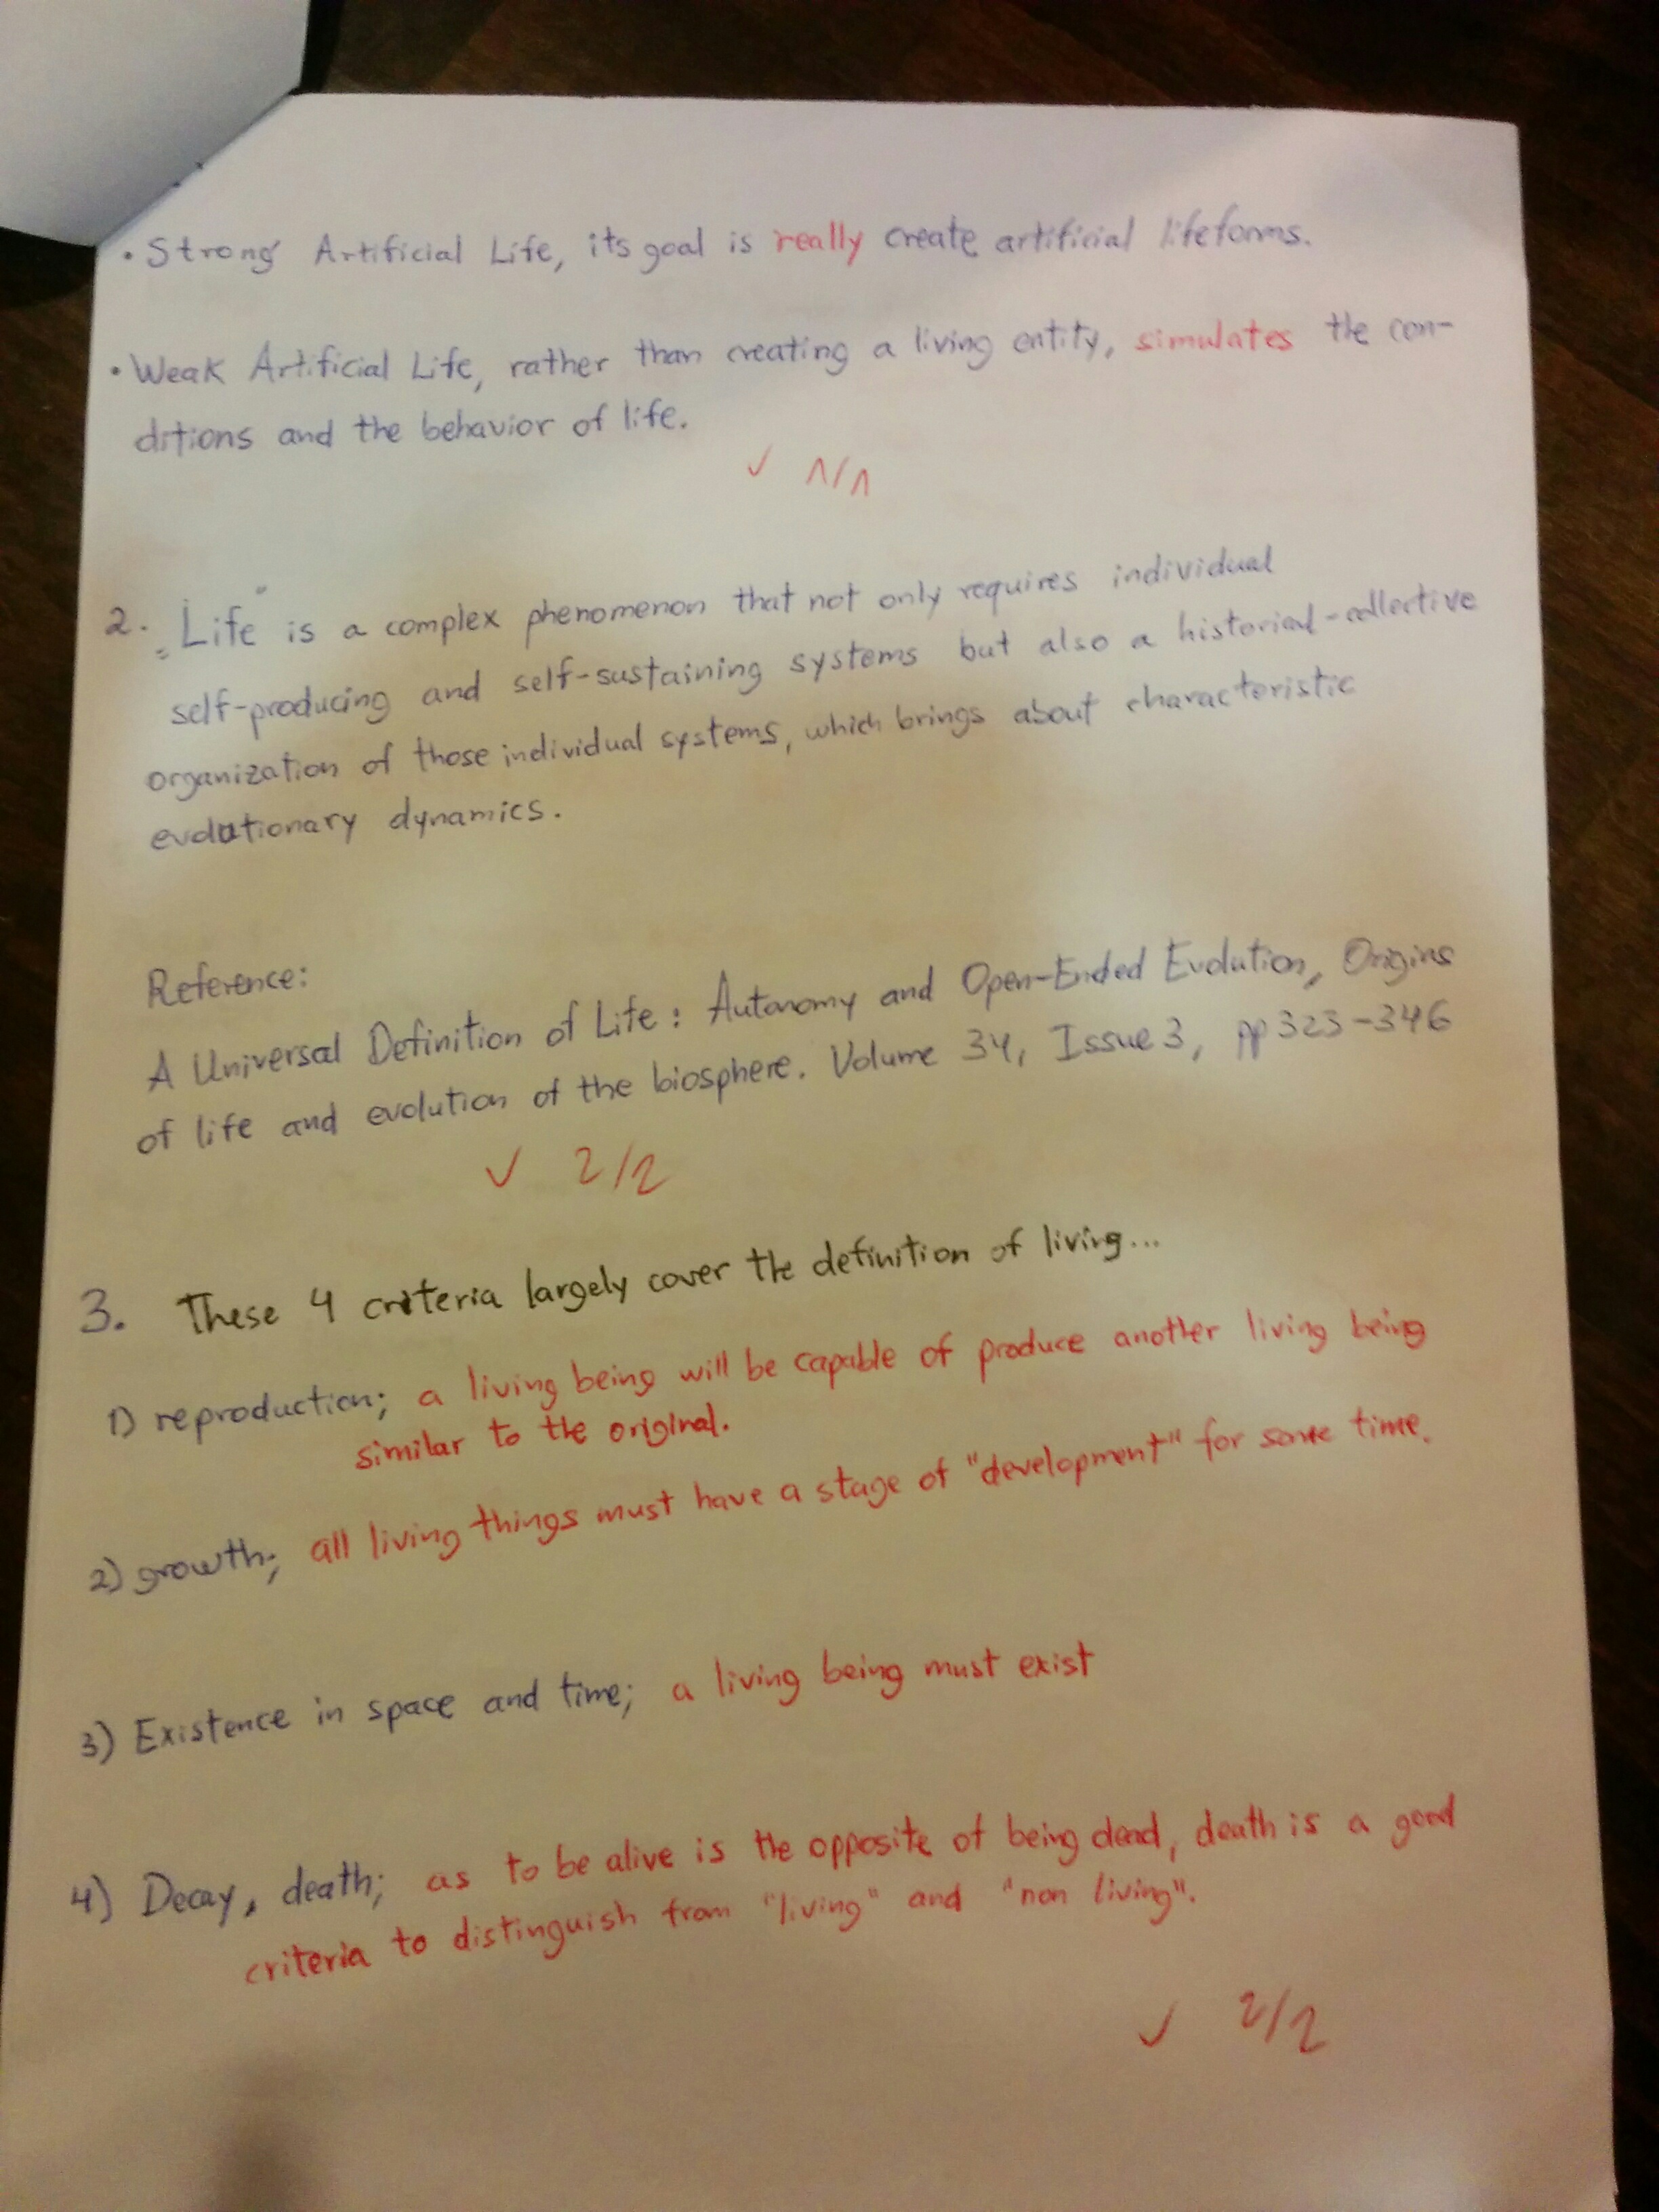 • Strong Artificial Life, its goal is really create artificial lifeforms.
• Weak Artificial Life, rather than creating a living entity, simulates the con-
ditions and the behavior of life.
✓ 1/1
2. "Life" is a complex phenomenon that not only requires individual
self-producing and self-sustaining systems but also a historical-collective
organization of those individual systems, which brings about characteristic
evolutionary dynamics.
Reference:
A Universal Definition of Life: Autonomy and Open-Ended Evolution, Origins
of life and evolution of the biosphere. Volume 34, Issue 3, pp 323-346
✓ 2/2
3. These 4 criteria largely cover the definition of living...
1) reproduction; a living being will be capable of produce another living being
similar to the original.
2) growth; all living things must have a stage of "development" for some time.
3) Existence in space and time; a living being must exist
4) Decay, death; as to be alive is the opposite of being dead, death is a good
criteria to distinguish from "living" and "non living".
✓ 2/2